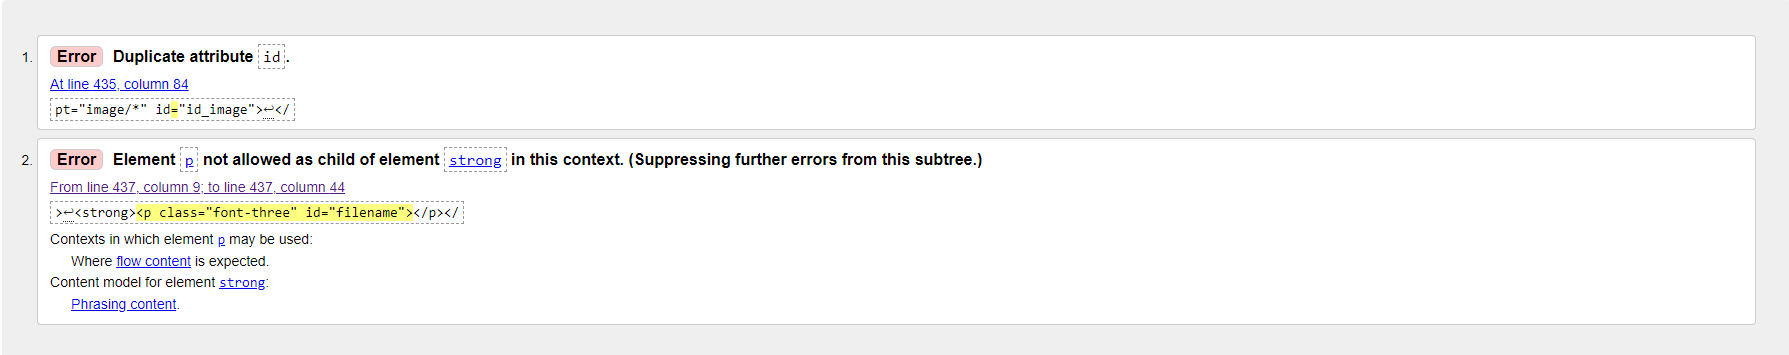 1. Error Duplicate attribute id.
At line 435, column 84
pt="image/*" id="id_image">↩</
2. Error Element p not allowed as child of element strong in this context. (Suppressing further errors from this subtree.)
From line 437, column 9; to line 437, column 44
>↩<strong><p class="font-three" id="filename"></p></
Contexts in which element p may be used:
Where flow content is expected.
Content model for element strong:
Phrasing content.